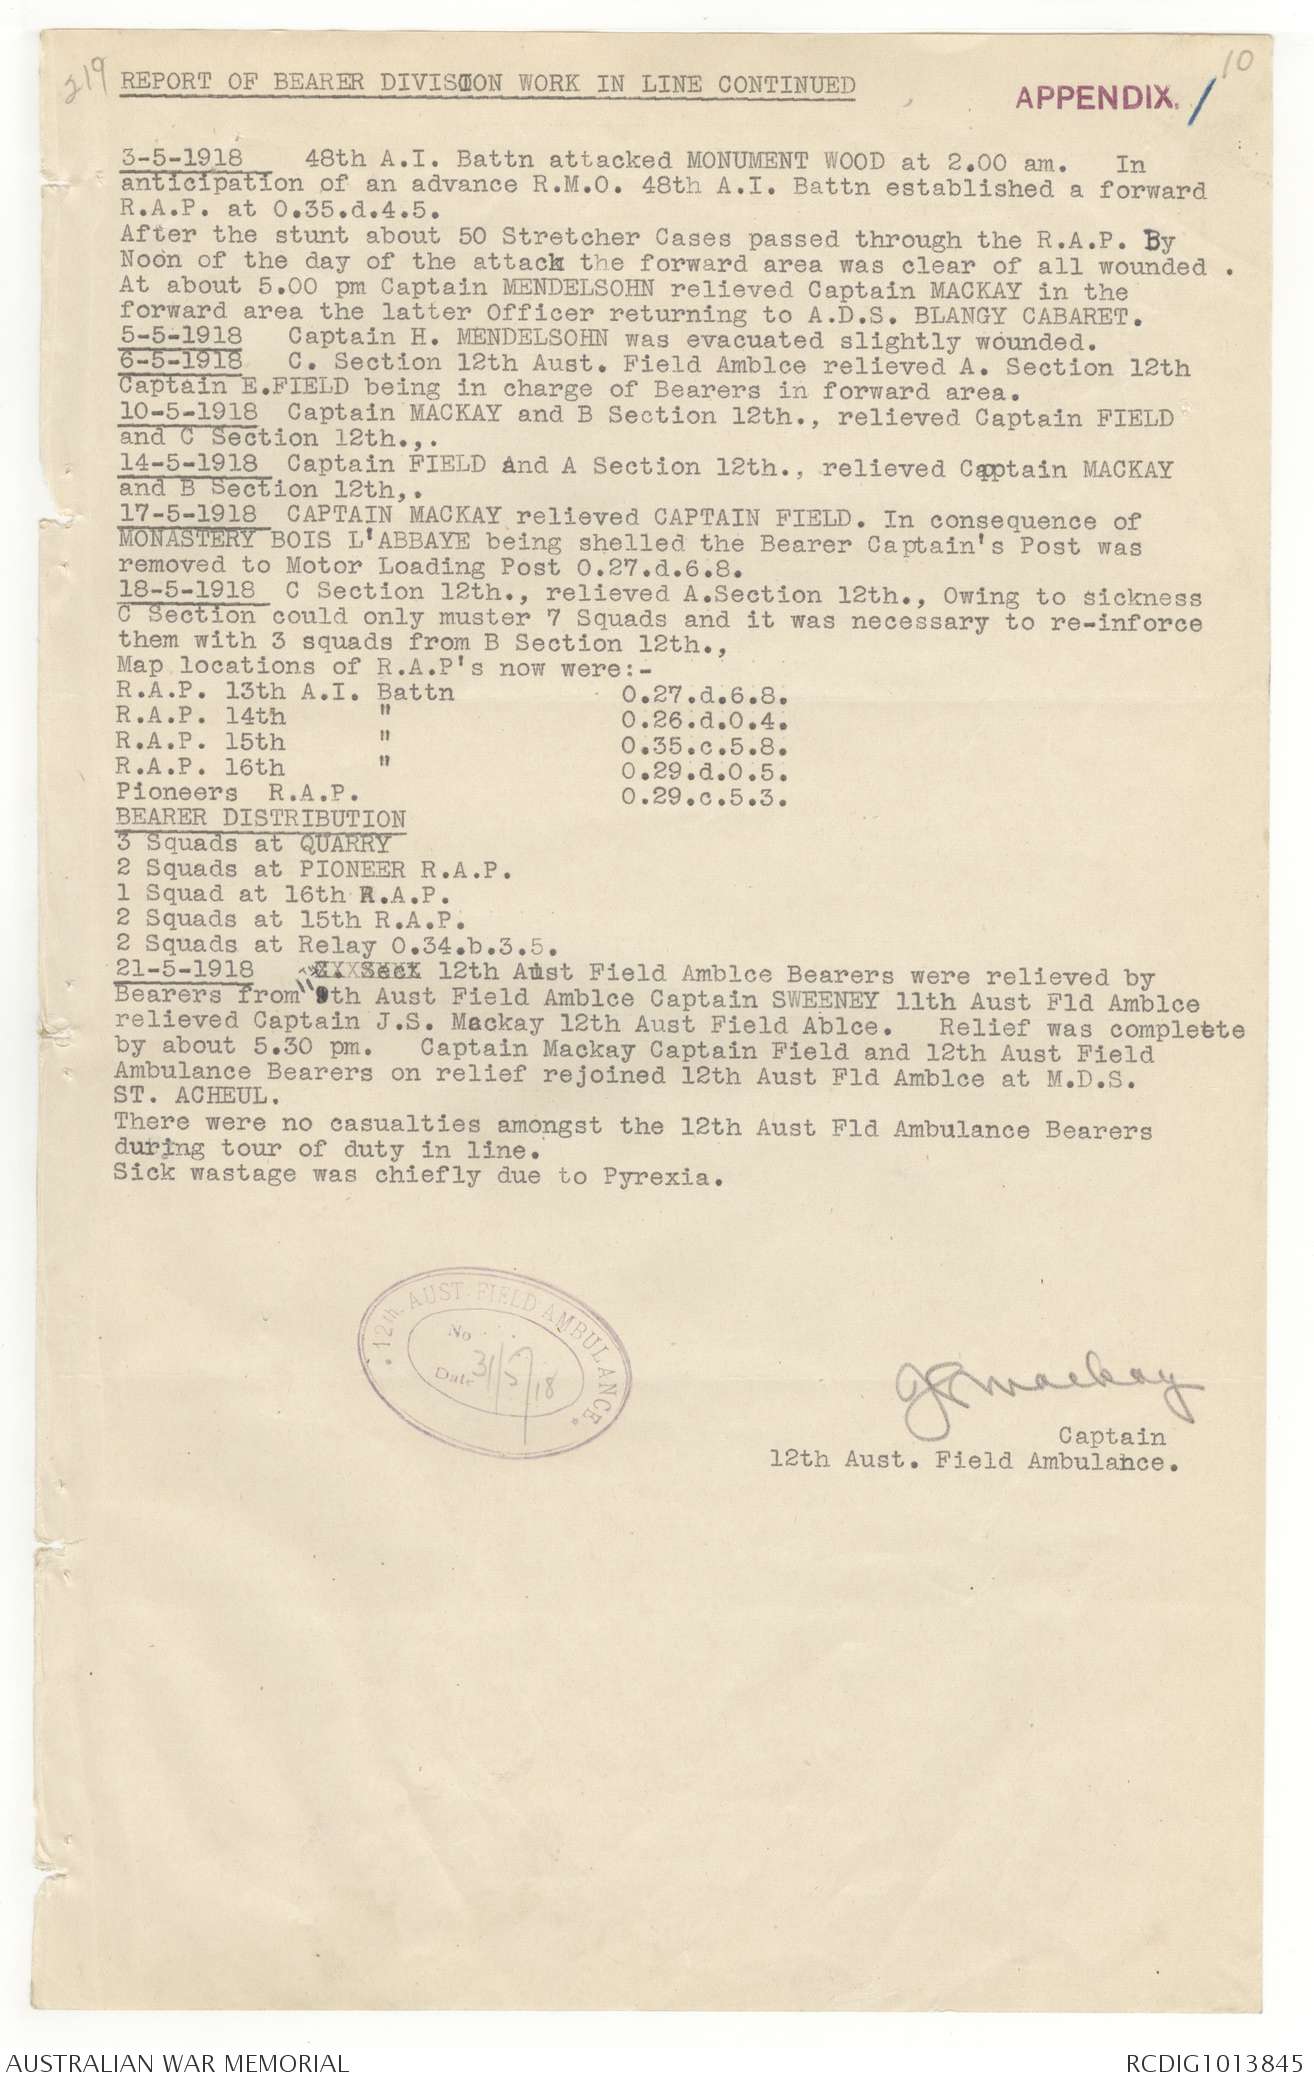 219
10
REPORT OF BEARER DIVISION WORK IN LINE CONTINUED
APPENDIX. 1
3-5-1918 48th A.I. Battn attacked MONUMENT WOOD at 2.00 am. In
anticipation of an advance R.M.O. 48th A.I. Battn established a forward
R.A.P. at O.35.d.4.5.
After the stunt about 50 Stretcher Cases passed through the R.A.P. By
Noon of the day of the attack the forward area was clear of all wounded .
At about 5.00 pm Captain MENDELSOHN relieved Captain MACKAY in the
forward area the latter Officer returning to A.D.S. BLANGY CABARET.
5-5-1918 Captain H. MENDELSOHN was evacuated slightly wounded.
6-5-1918 C. Section 12th Aust. Field Amblce relieved A. Section 12th
Captain E.FIELD being in charge of Bearers in forward area.
10-5-1918 Captain MACKAY and B Section 12th., relieved Captain FIELD
and C Section 12th.,.
14-5-1918 Captain FIELD and A Section 12th., relieved Captain MACKAY
and B Section 12th,.
17-5-1918 CAPTAIN MACKAY relieved CAPTAIN FIELD. In consequence of
MONASTERY BOIS L'ABBAYE being shelled the Bearer Captain's Post was
removed to Motor Loading Post O.27.d.6.8.
18-5-1918 C Section 12th., relieved A.Section 12th., Owing to sickness
C Section could only muster 7 Squads and it was necessary to re-inforce
them with 3 squads from B Section 12th.,
Map locations of R.A.P's now were:-
R.A.P. 13th A.I. Battn O.27.d.6.8.
R.A.P. 14th " O.26.d.0.4.
R.A.P. 15th " O.35.c.5.8.
R.A.P. 16th " O.29.d.0.5.
Pioneers R.A.P. O.29.c.5.3.
BEARER DISTRIBUTION
3 Squads at QUARRY
2 Squads at PIONEER R.A.P.
1 Squad at 16th R.A.P.
2 Squads at 15th R.A.P.
2 Squads at Relay O.34.b.3.5.
21-5-1918 12th Aust Field Amblce Bearers were relieved by
Bearers from 9th Aust Field Amblce Captain SWEENEY 11th Aust Fld Amblce
relieved Captain J.S. Mackay 12th Aust Field Ablce. Relief was compleete
by about 5.30 pm. Captain Mackay Captain Field and 12th Aust Field
Ambulance Bearers on relief rejoined 12th Aust Fld Amblce at M.D.S.
ST. ACHEUL.
There were no casualties amongst the 12th Aust Fld Ambulance Bearers
during tour of duty in line.
Sick wastage was chiefly due to Pyrexia.
12th. AUST. FIELD AMBULANCE.
No
Date 31/5/18
JSMackay
Captain
12th Aust. Field Ambulance.
AUSTRALIAN WAR MEMORIAL
RCDIG1013845